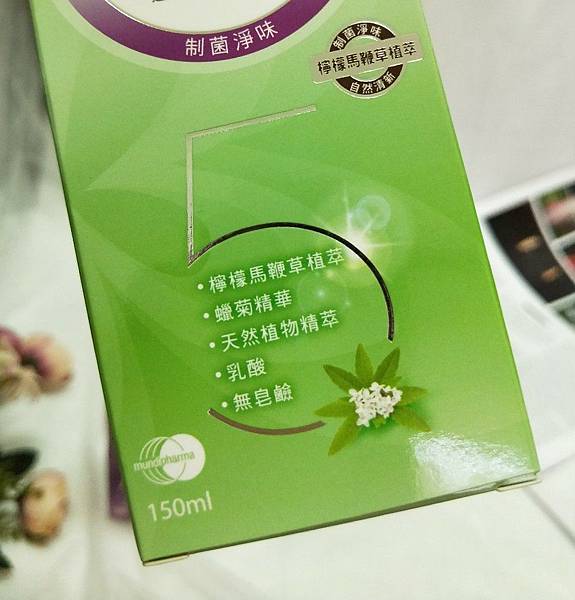 制菌淨味
制菌淨味
檸檬馬鞭草植萃
自然清新
5
• 檸檬馬鞭草植萃
• 蠟菊精華
• 天然植物精萃
• 乳酸
• 無皂鹼
mundipharma
150ml